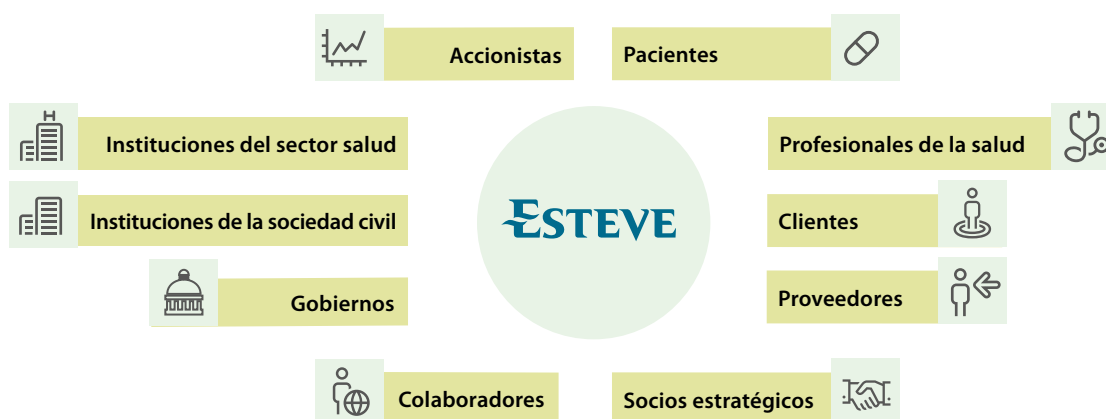 Accionistas
Pacientes
Instituciones del sector salud
Profesionales de la salud
Instituciones de la sociedad civil
ESTEVE
Clientes
Gobiernos
Proveedores
Colaboradores
Socios estratégicos
H